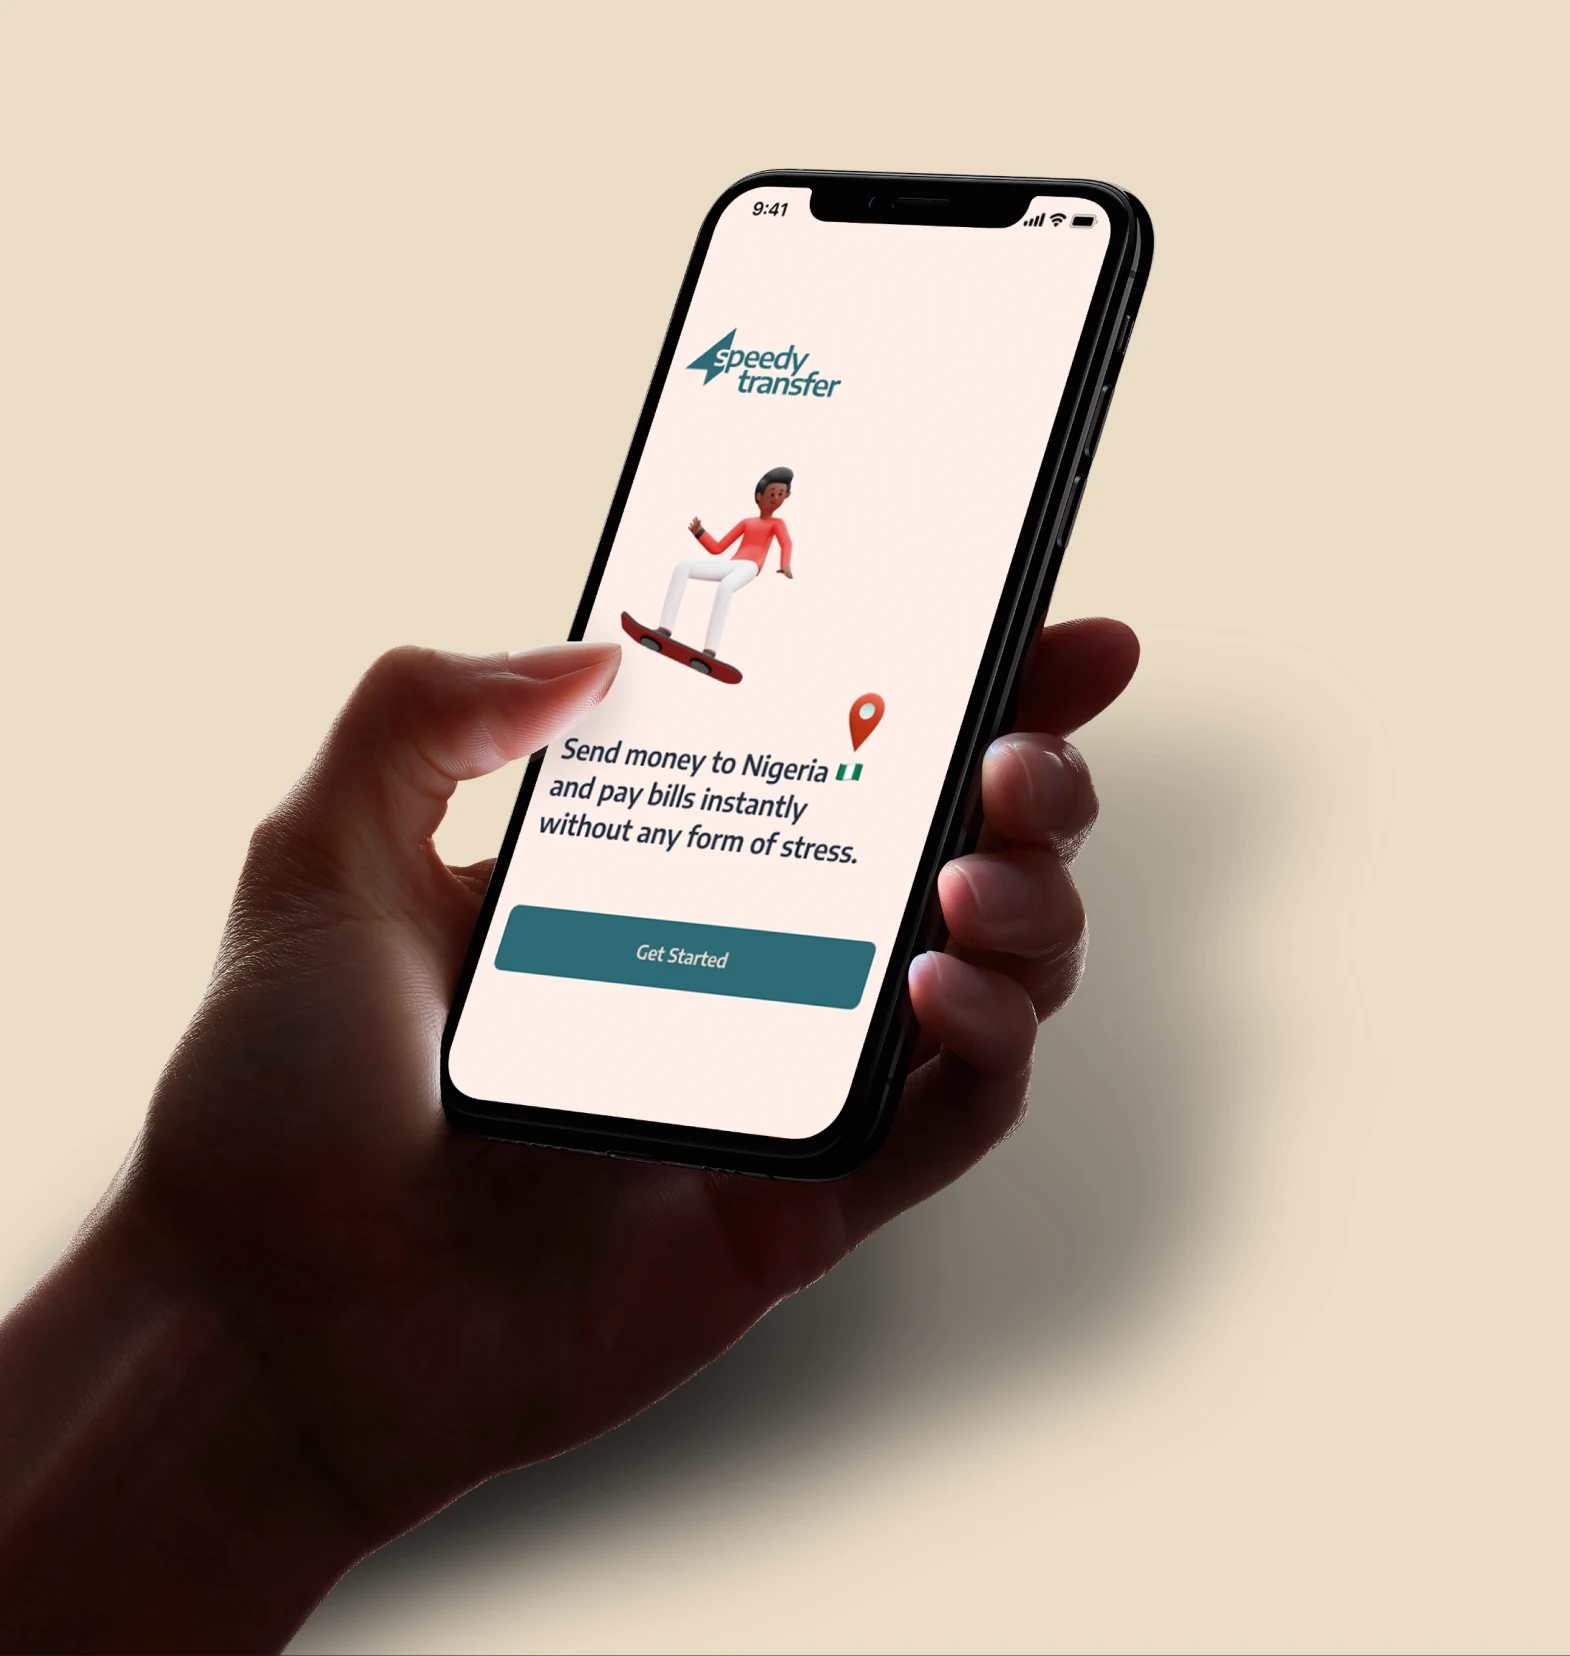 9:41
speedy
transfer
Send money to Nigeria 🇳🇬
and pay bills instantly
without any form of stress.
Get Started